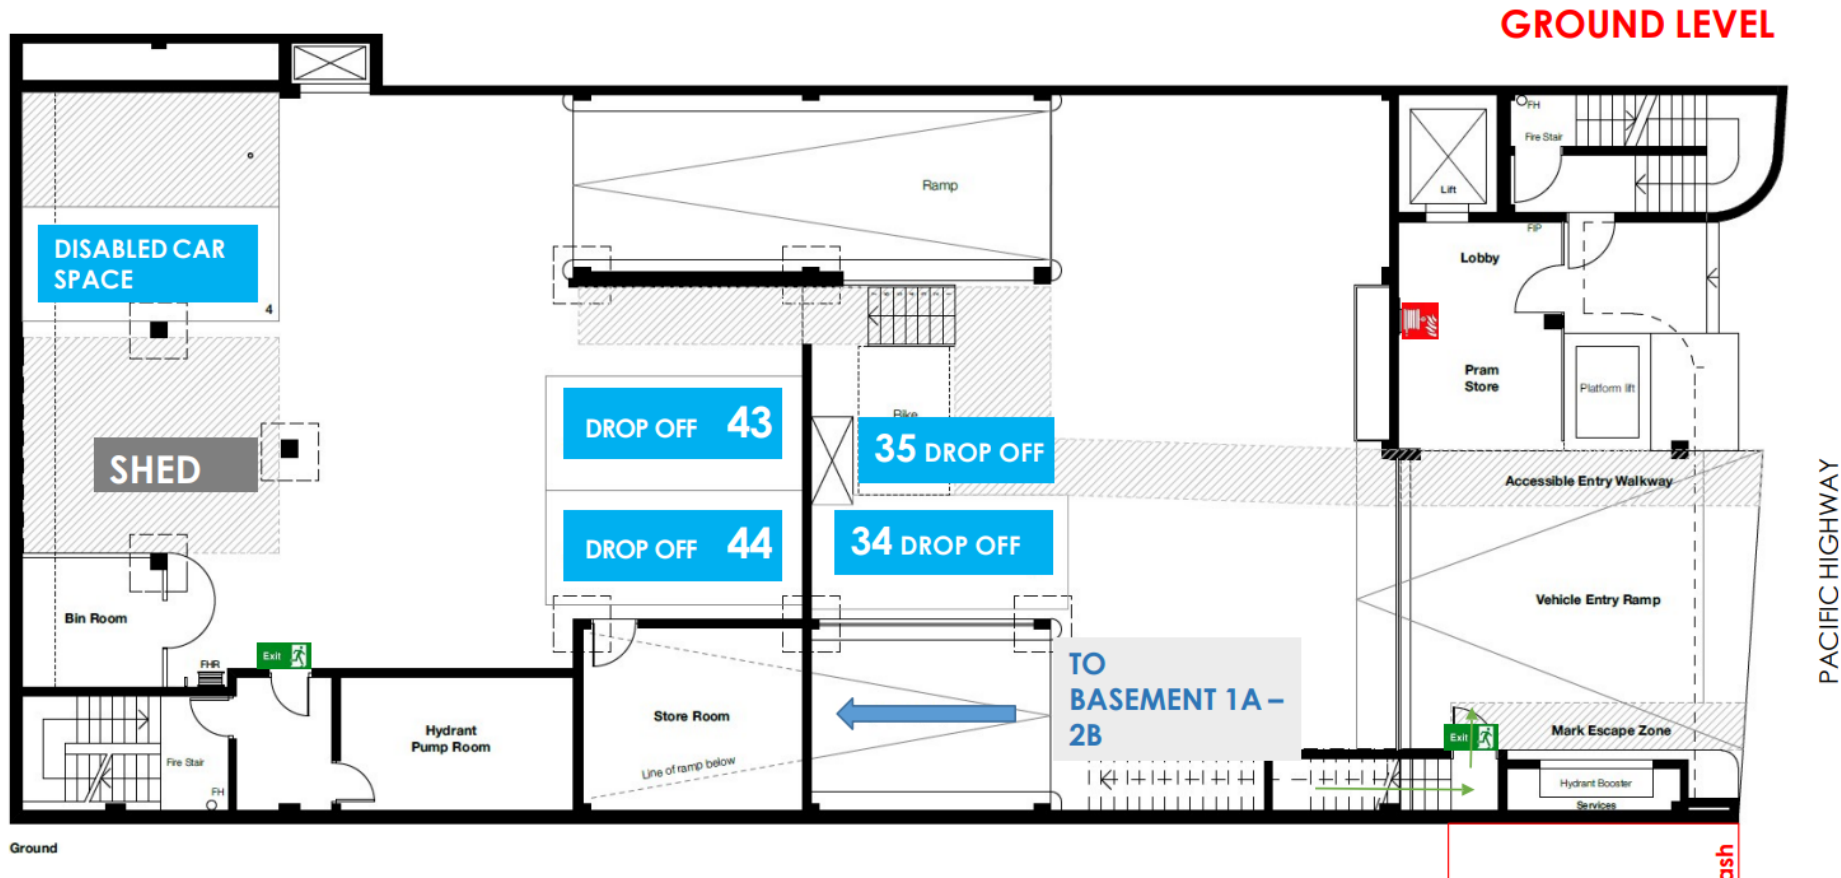 GROUND LEVEL
FH
Fire Stair
Ramp
Lift
FIP
DISABLED CAR
SPACE
Lobby
4
Pram
Store
Platform lift
DROP OFF 43
Bike
35 DROP OFF
SHED
Accessible Entry Walkway
DROP OFF 44
34 DROP OFF
PACIFIC HIGHWAY
Vehicle Entry Ramp
Bin Room
Exit
FHR
TO
BASEMENT 1A –
2B
Store Room
Hydrant
Pump Room
Mark Escape Zone
Exit
Fire Stair
Line of ramp below
FH
Hydrant Booster
Services
Ground
ash